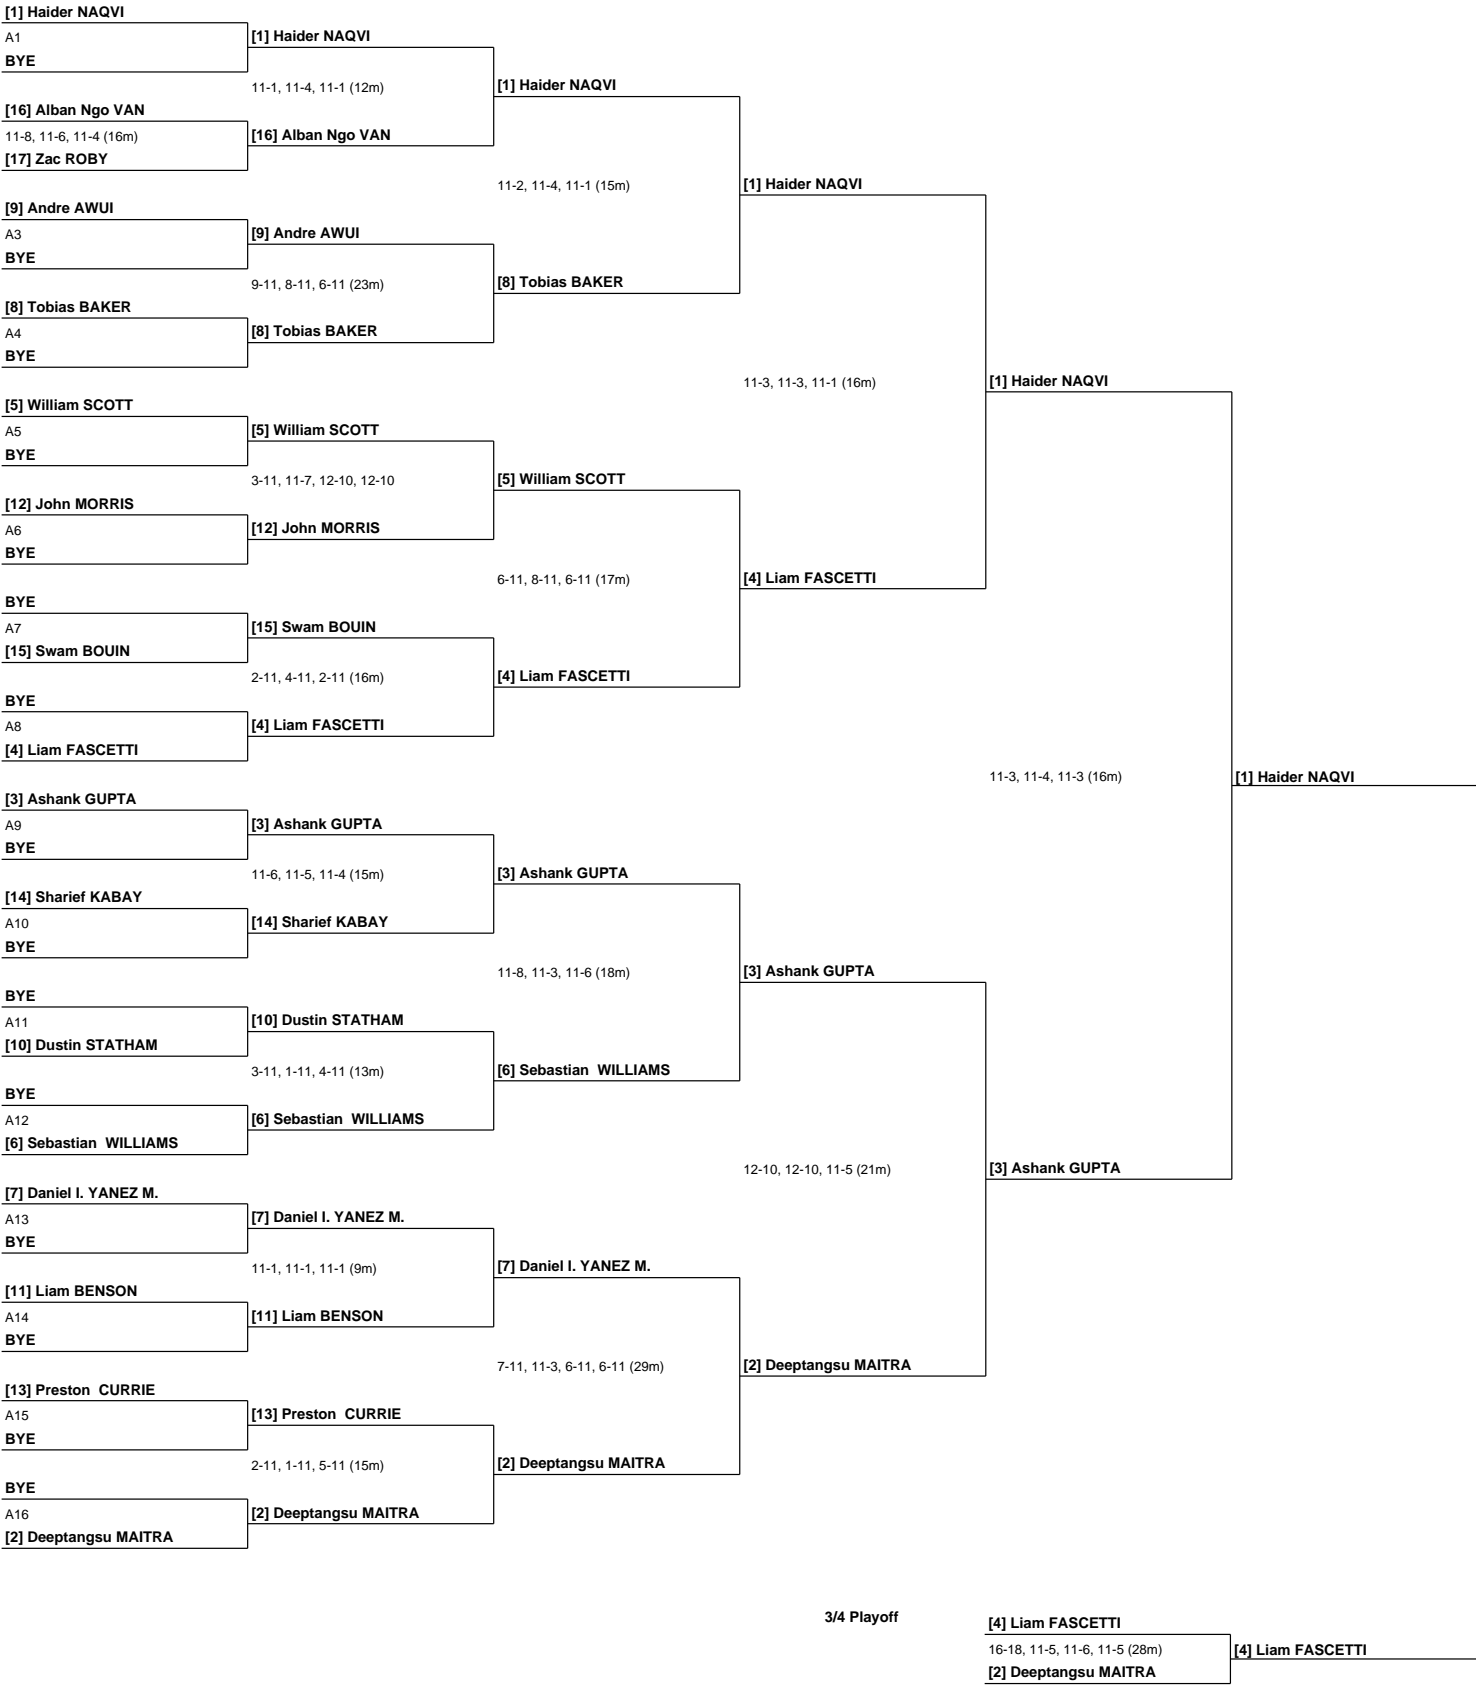 [1] Haider NAQVI
A1
BYE
[1] Haider NAQVI
11-1, 11-4, 11-1 (12m)
[1] Haider NAQVI
[16] Alban Ngo VAN
11-8, 11-6, 11-4 (16m)
[17] Zac ROBY
[16] Alban Ngo VAN
11-2, 11-4, 11-1 (15m)
[1] Haider NAQVI
[9] Andre AWUI
A3
BYE
[9] Andre AWUI
9-11, 8-11, 6-11 (23m)
[8] Tobias BAKER
[8] Tobias BAKER
A4
BYE
[8] Tobias BAKER
11-3, 11-3, 11-1 (16m)
[1] Haider NAQVI
[5] William SCOTT
A5
BYE
[5] William SCOTT
3-11, 11-7, 12-10, 12-10
[5] William SCOTT
[12] John MORRIS
A6
BYE
[12] John MORRIS
6-11, 8-11, 6-11 (17m)
[4] Liam FASCETTI
BYE
A7
[15] Swam BOUIN
[15] Swam BOUIN
2-11, 4-11, 2-11 (16m)
[4] Liam FASCETTI
BYE
A8
[4] Liam FASCETTI
[4] Liam FASCETTI
11-3, 11-4, 11-3 (16m)
[1] Haider NAQVI
[3] Ashank GUPTA
A9
BYE
[3] Ashank GUPTA
11-6, 11-5, 11-4 (15m)
[3] Ashank GUPTA
[14] Sharief KABAY
A10
BYE
[14] Sharief KABAY
11-8, 11-3, 11-6 (18m)
[3] Ashank GUPTA
BYE
A11
[10] Dustin STATHAM
[10] Dustin STATHAM
3-11, 1-11, 4-11 (13m)
[6] Sebastian  WILLIAMS
BYE
A12
[6] Sebastian  WILLIAMS
[6] Sebastian  WILLIAMS
12-10, 12-10, 11-5 (21m)
[3] Ashank GUPTA
[7] Daniel I. YANEZ M.
A13
BYE
[7] Daniel I. YANEZ M.
11-1, 11-1, 11-1 (9m)
[7] Daniel I. YANEZ M.
[11] Liam BENSON
A14
BYE
[11] Liam BENSON
7-11, 11-3, 6-11, 6-11 (29m)
[2] Deeptangsu MAITRA
[13] Preston  CURRIE
A15
BYE
[13] Preston  CURRIE
2-11, 1-11, 5-11 (15m)
[2] Deeptangsu MAITRA
BYE
A16
[2] Deeptangsu MAITRA
[2] Deeptangsu MAITRA
3/4 Playoff
[4] Liam FASCETTI
16-18, 11-5, 11-6, 11-5 (28m)
[2] Deeptangsu MAITRA
[4] Liam FASCETTI